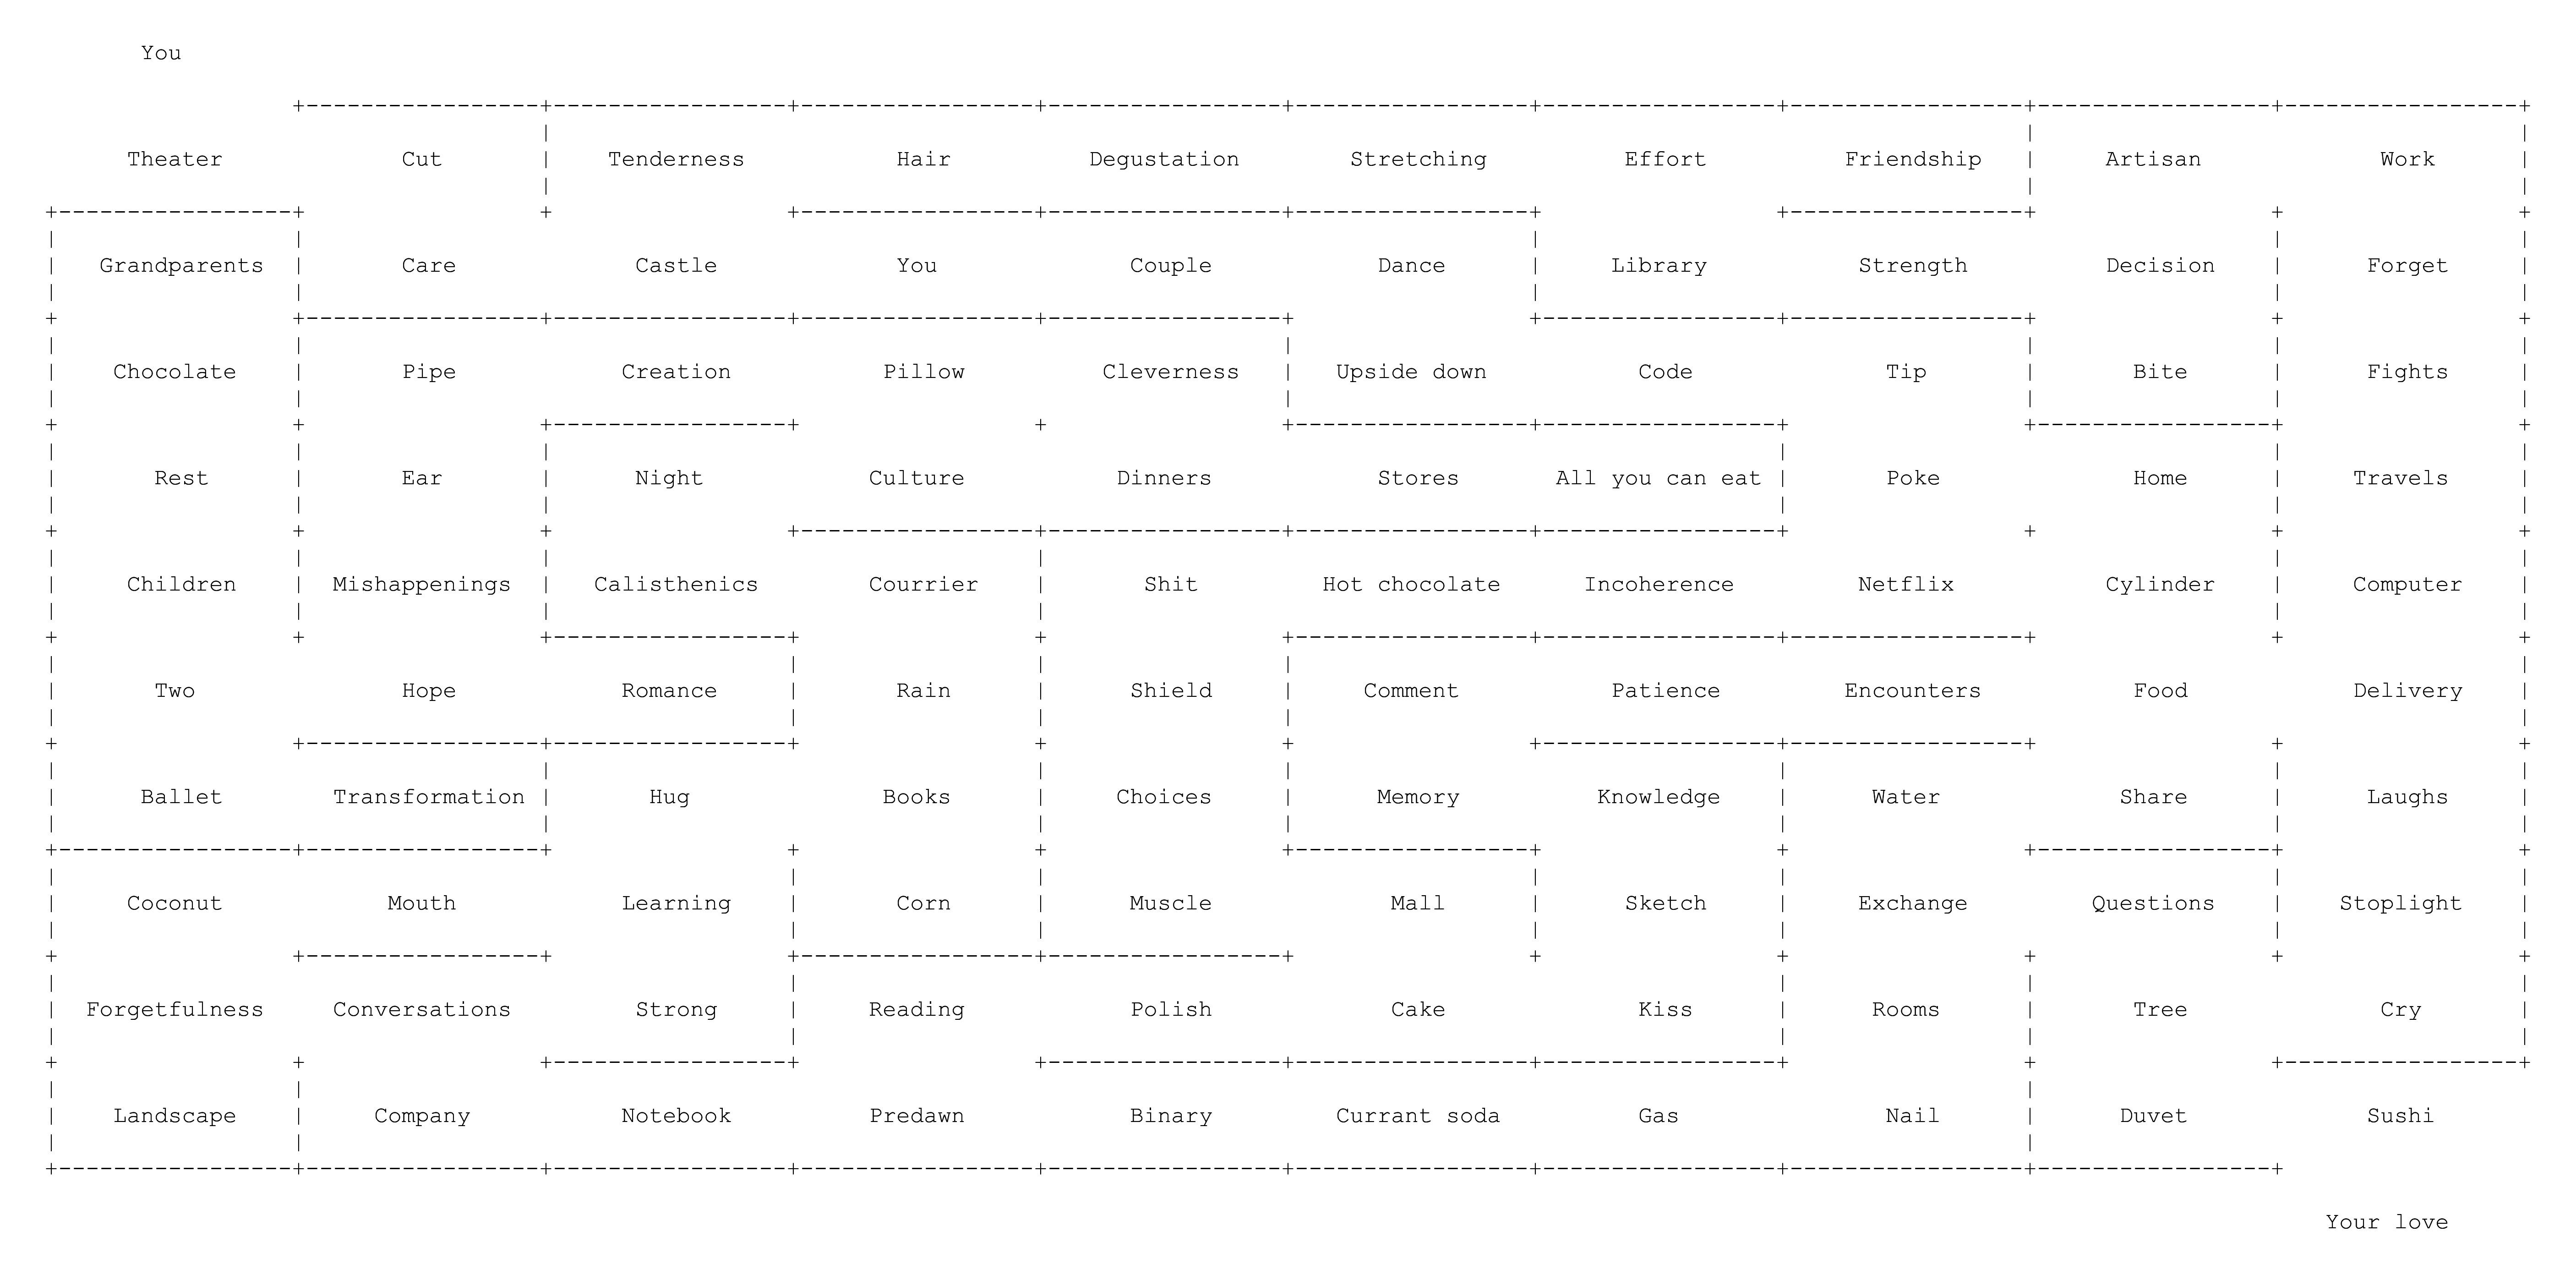 You
Theater Cut Tenderness Hair Degustation Stretching Effort Friendship Artisan Work
Grandparents Care Castle You Couple Dance Library Strength Decision Forget
Chocolate Pipe Creation Pillow Cleverness Upside down Code Tip Bite Fights
Rest Ear Night Culture Dinners Stores All you can eat Poke Home Travels
Children Mishappenings Calisthenics Courrier Shit Hot chocolate Incoherence Netflix Cylinder Computer
Two Hope Romance Rain Shield Comment Patience Encounters Food Delivery
Ballet Transformation Hug Books Choices Memory Knowledge Water Share Laughs
Coconut Mouth Learning Corn Muscle Mall Sketch Exchange Questions Stoplight
Forgetfulness Conversations Strong Reading Polish Cake Kiss Rooms Tree Cry
Landscape Company Notebook Predawn Binary Currant soda Gas Nail Duvet Sushi
Your love